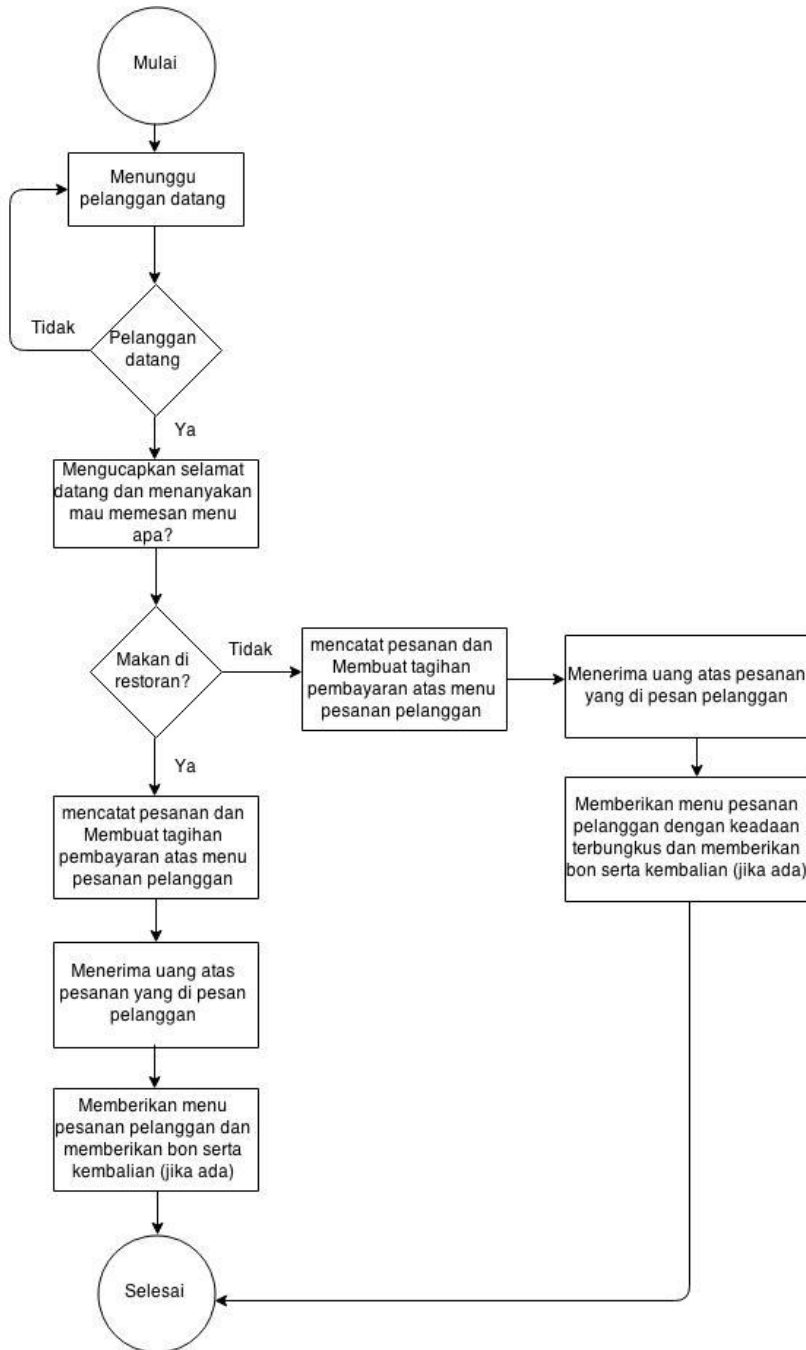 Mulai
Menunggu
pelanggan datang
Tidak
Pelanggan
datang
Ya
Mengucapkan selamat
datang dan menanyakan
mau memesan menu
apa?
Makan di
restoran?
Tidak
mencatat pesanan dan
Membuat tagihan
pembayaran atas menu
pesanan pelanggan
Menerima uang atas pesanan
yang di pesan pelanggan
Memberikan menu pesanan
pelanggan dengan keadaan
terbungkus dan memberikan
bon serta kembalian (jika ada)
Ya
mencatat pesanan dan
Membuat tagihan
pembayaran atas menu
pesanan pelanggan
Menerima uang atas
pesanan yang di pesan
pelanggan
Memberikan menu
pesanan pelanggan dan
memberikan bon serta
kembalian (jika ada)
Selesai